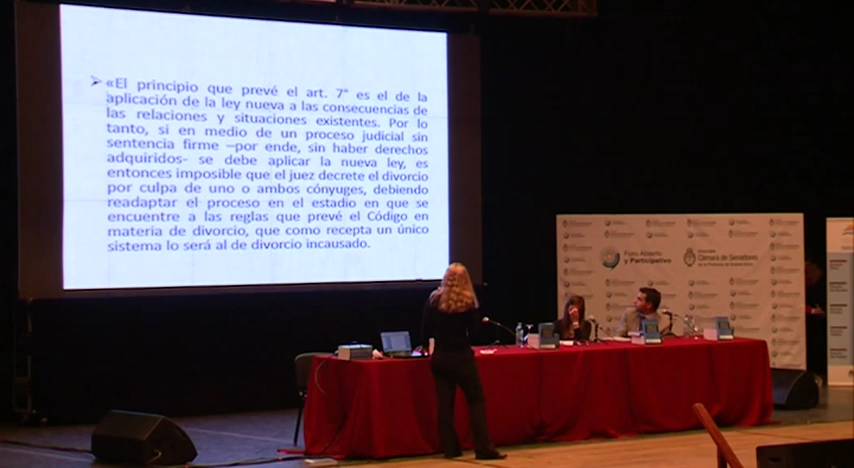 «El principio que prevé el art. 7° es el de la
aplicación de la ley nueva a las consecuencias de
las relaciones y situaciones existentes. Por lo
tanto, si en medio de un proceso judicial sin
sentencia firme –por ende, sin haber derechos
adquiridos- se debe aplicar la nueva ley, es
entonces imposible que el juez decrete el divorcio
por culpa de uno o ambos cónyuges, debiendo
readaptar el proceso en el estadio en que se
encuentre a las reglas que prevé el Código en
materia de divorcio, que como recepta un único
sistema lo será al de divorcio incausado.
Foro Abierto
y Participativo
Cámara de Senadores